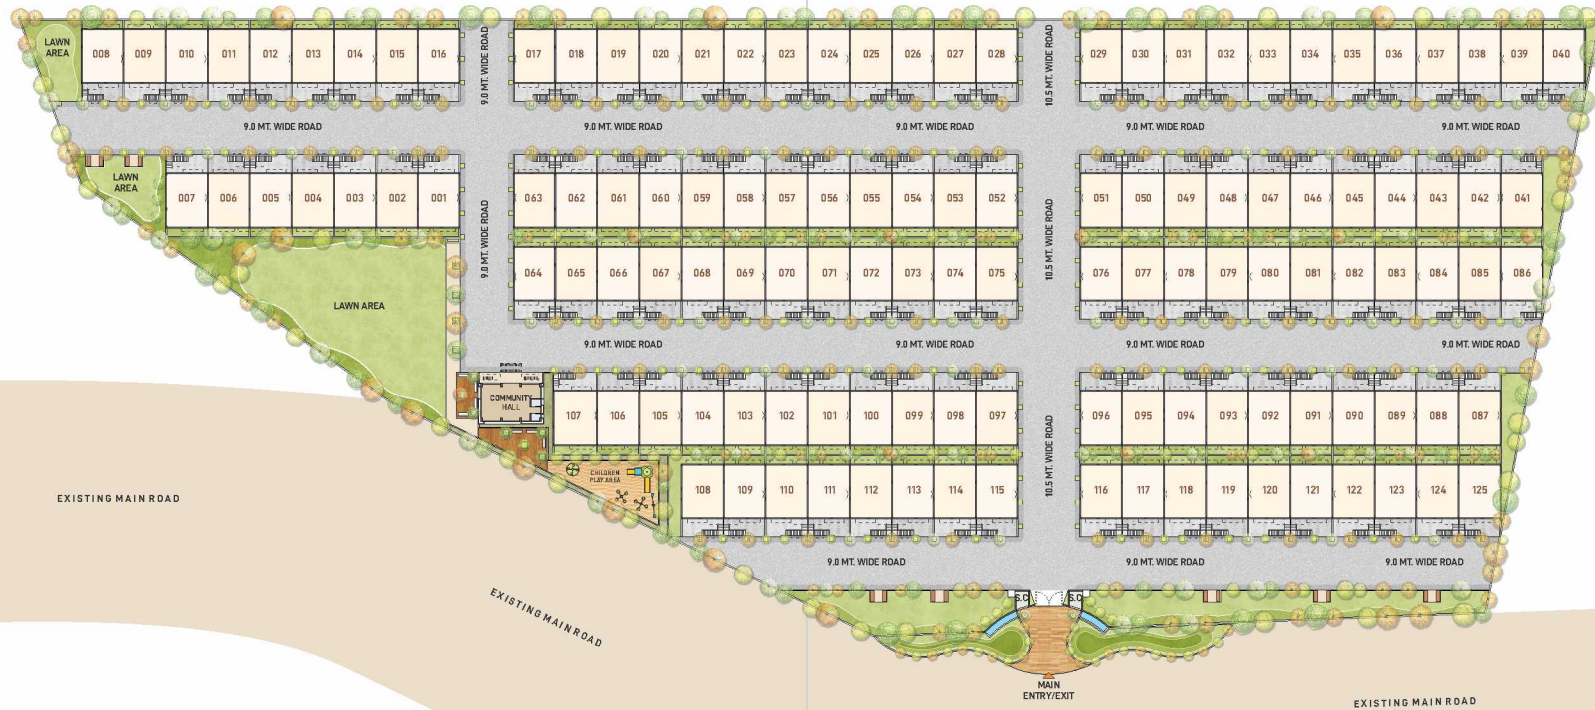 LAWN
AREA
008 009 010 011 012 013 014 015 016
9.0 MT. WIDE ROAD
017 018 019 020 021 022 023 024 025 026 027 028
10.5 MT. WIDE ROAD
029 030 031 032 033 034 035 036 037 038 039 040
9.0 MT. WIDE ROAD
9.0 MT. WIDE ROAD
9.0 MT. WIDE ROAD
9.0 MT. WIDE ROAD
9.0 MT. WIDE ROAD
LAWN
AREA
007 006 005 004 003 002 001
9.0 MT. WIDE ROAD
063 062 061 060 059 058 057 056 055 054 053 052
10.5 MT. WIDE ROAD
051 050 049 048 047 046 045 044 043 042 041
064 065 066 067 068 069 070 071 072 073 074 075
076 077 078 079 080 081 082 083 084 085 086
LAWN AREA
9.0 MT. WIDE ROAD
9.0 MT. WIDE ROAD
9.0 MT. WIDE ROAD
9.0 MT. WIDE ROAD
COMMUNITY
HALL
107 106 105 104 103 102 101 100 099 098 097
10.5 MT. WIDE ROAD
096 095 094 093 092 091 090 089 088 087
CHILDREN
PLAY AREA
108 109 110 111 112 113 114 115
116 117 118 119 120 121 122 123 124 125
EXISTING MAIN ROAD
9.0 MT. WIDE ROAD
9.0 MT. WIDE ROAD
9.0 MT. WIDE ROAD
S.C
S.C
EXISTING MAIN ROAD
MAIN
ENTRY/EXIT
EXISTING MAIN ROAD